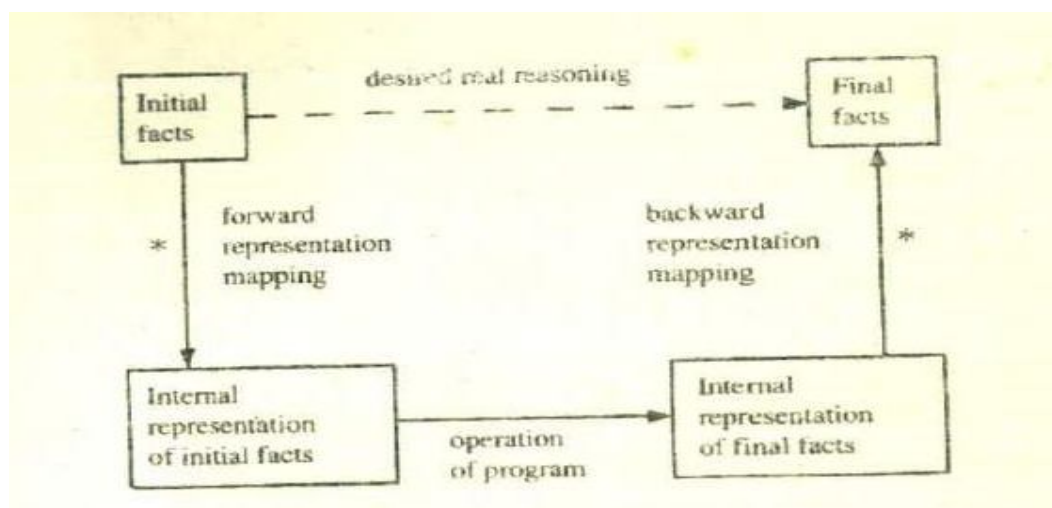 desired real reasoning
Initial
facts
Final
facts
forward
representation
mapping
*
backward
representation
mapping
*
Internal
representation
of initial facts
operation
of program
Internal
representation
of final facts